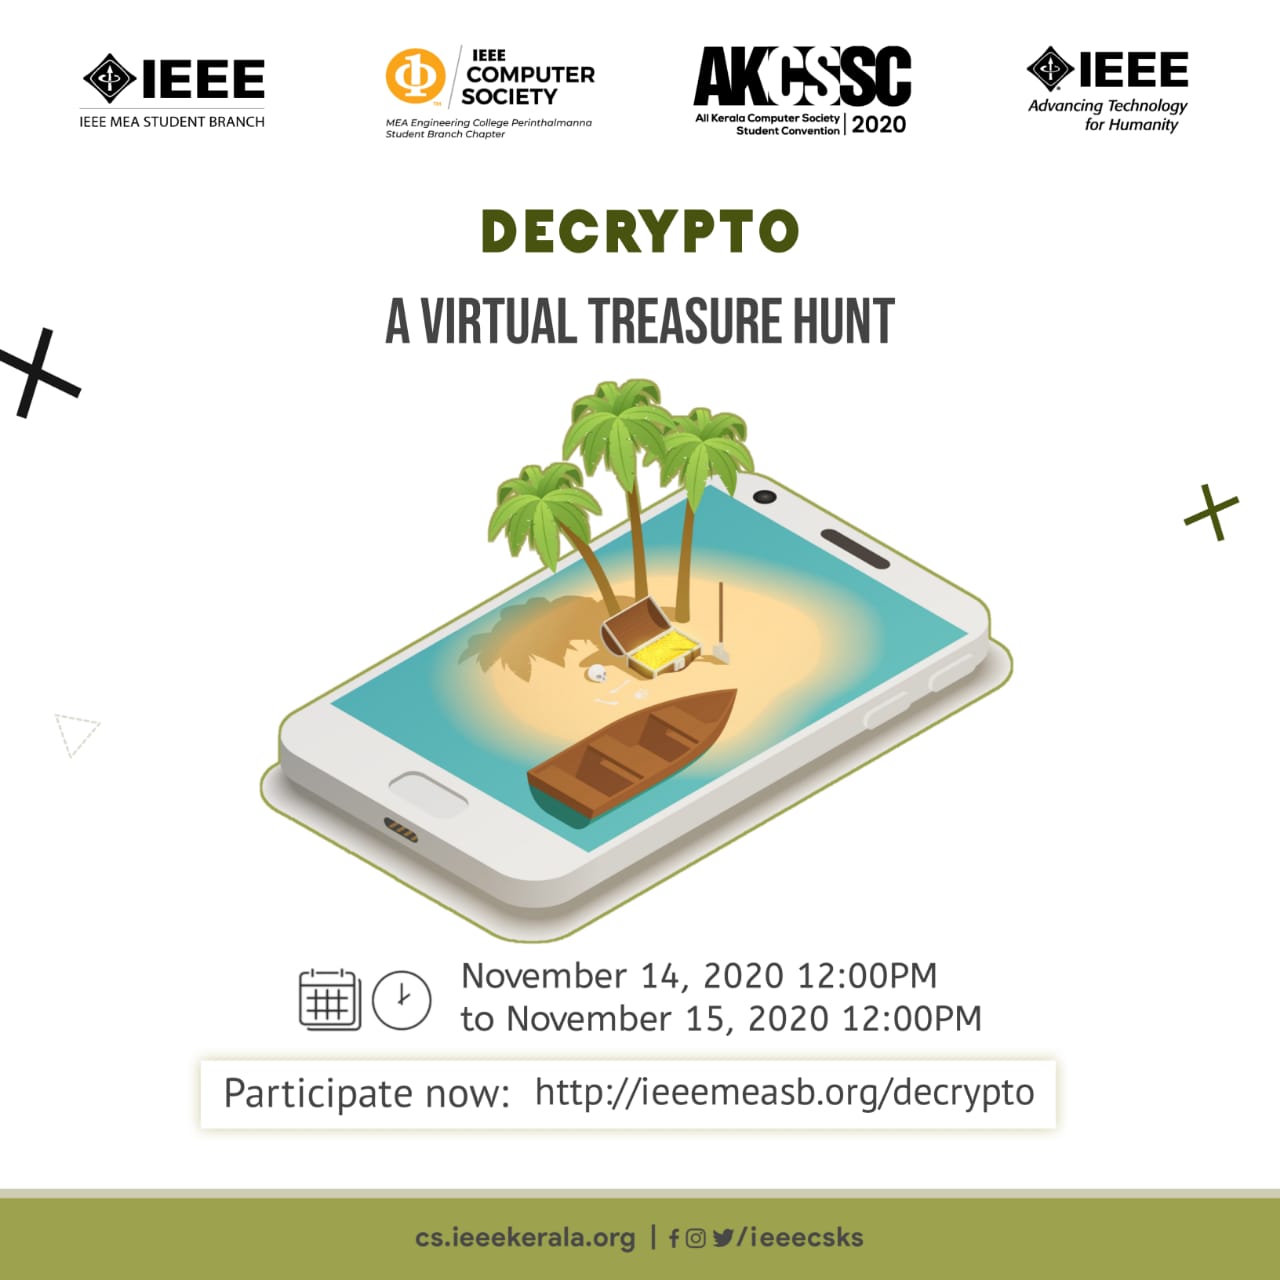 IEEE
IEEE MEA STUDENT BRANCH
IEEE
COMPUTER
SOCIETY
TM
MEA Engineering College Perinthalmanna
Student Branch Chapter
AKCSSC
All Kerala Computer Society
Student Convention | 2020
IEEE
Advancing Technology
for Humanity
DECRYPTO
A VIRTUAL TREASURE HUNT
November 14, 2020 12:00PM
to November 15, 2020 12:00PM
Participate now: http://ieeemeasb.org/decrypto
cs.ieeekerala.org | /ieeecsks